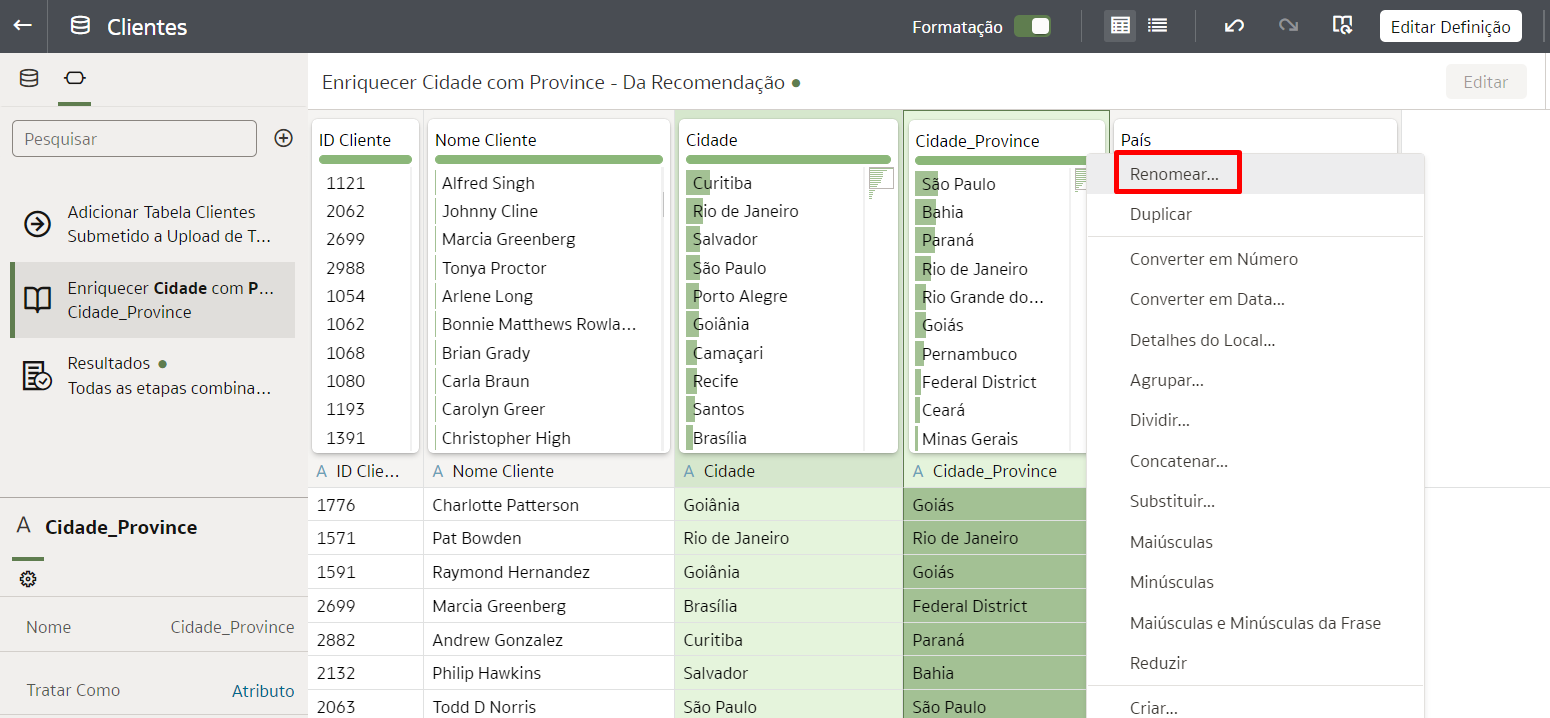 Clientes
Formatação
Editar Definição
Enriquecer Cidade com Province - Da Recomendação
Editar
Pesquisar
Adicionar Tabela Clientes
Submetido a Upload de T...
Enriquecer Cidade com P...
Cidade_Province
Resultados
Todas as etapas combina...
A Cidade_Province
Nome Cidade_Province
Tratar Como Atributo
ID Cliente
1121
2062
2699
2988
1054
1062
1068
1080
1193
1391
Nome Cliente
Alfred Singh
Johnny Cline
Marcia Greenberg
Tonya Proctor
Arlene Long
Bonnie Matthews Rowla...
Brian Grady
Carla Braun
Carolyn Greer
Christopher High
Cidade
Curitiba
Rio de Janeiro
Salvador
São Paulo
Porto Alegre
Goiânia
Camaçari
Recife
Santos
Brasília
Cidade_Province
São Paulo
Bahia
Paraná
Rio de Janeiro
Rio Grande do...
Goiás
Pernambuco
Federal District
Ceará
Minas Gerais
País
A ID Clie... A Nome Cliente A Cidade A Cidade_Province
1776 Charlotte Patterson Goiânia Goiás
1571 Pat Bowden Rio de Janeiro Rio de Janeiro
1591 Raymond Hernandez Goiânia Goiás
2699 Marcia Greenberg Brasília Federal District
2882 Andrew Gonzalez Curitiba Paraná
2132 Philip Hawkins Salvador Bahia
2063 Todd D Norris São Paulo São Paulo
Renomear...
Duplicar
Converter em Número
Converter em Data...
Detalhes do Local...
Agrupar...
Dividir...
Concatenar...
Substituir...
Maiúsculas
Minúsculas
Maiúsculas e Minúsculas da Frase
Reduzir
Criar...